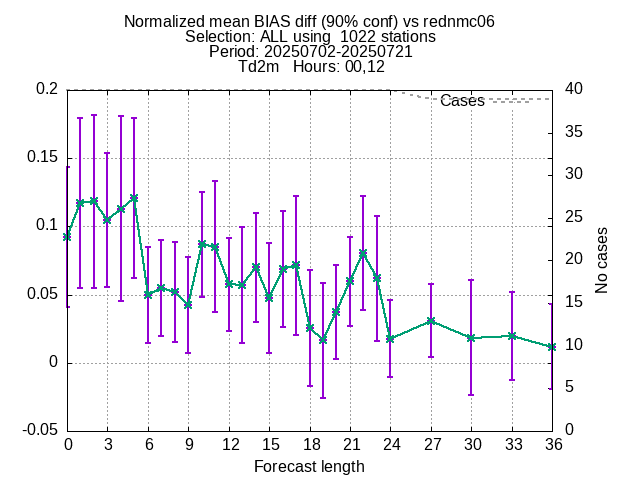 Normalized mean BIAS diff (90% conf) vs rednmc06
Selection: ALL using  1022 stations
Period: 20250702-20250721
Td2m   Hours: 00,12
0.2
0.15
0.1
0.05
0
-0.05
Cases
40
35
30
25
20
15
10
5
0
No cases
0 3 6 9 12 15 18 21 24 27 30 33 36
Forecast length